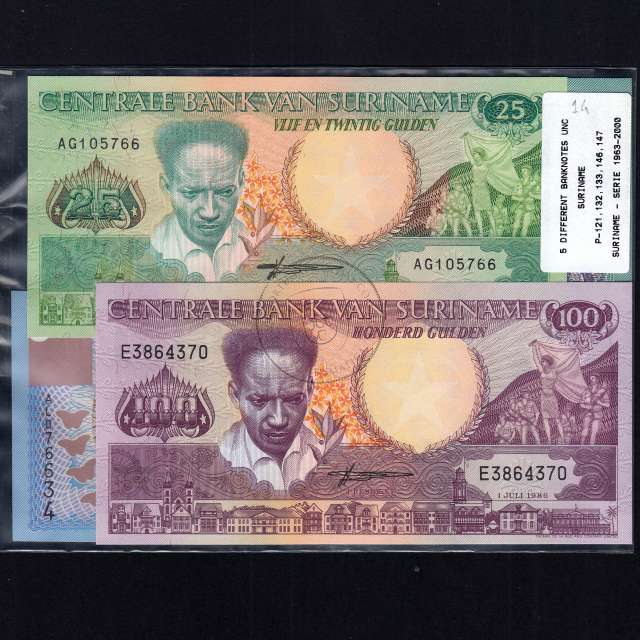 CENTRALE BANK VAN SURINAME
25
VIJF EN TWINTIG GULDEN
AG105766
25
AG105766
14
5 DIFFERENT BANKNOTES UNC
SURINAME
P-121,132,133,146,147
SURINAME - SERIE 1963-2000
CENTRALE BANK VAN SURINAME
100
HONDERD GULDEN
E3864370
100
E3864370
1 JULI 1986